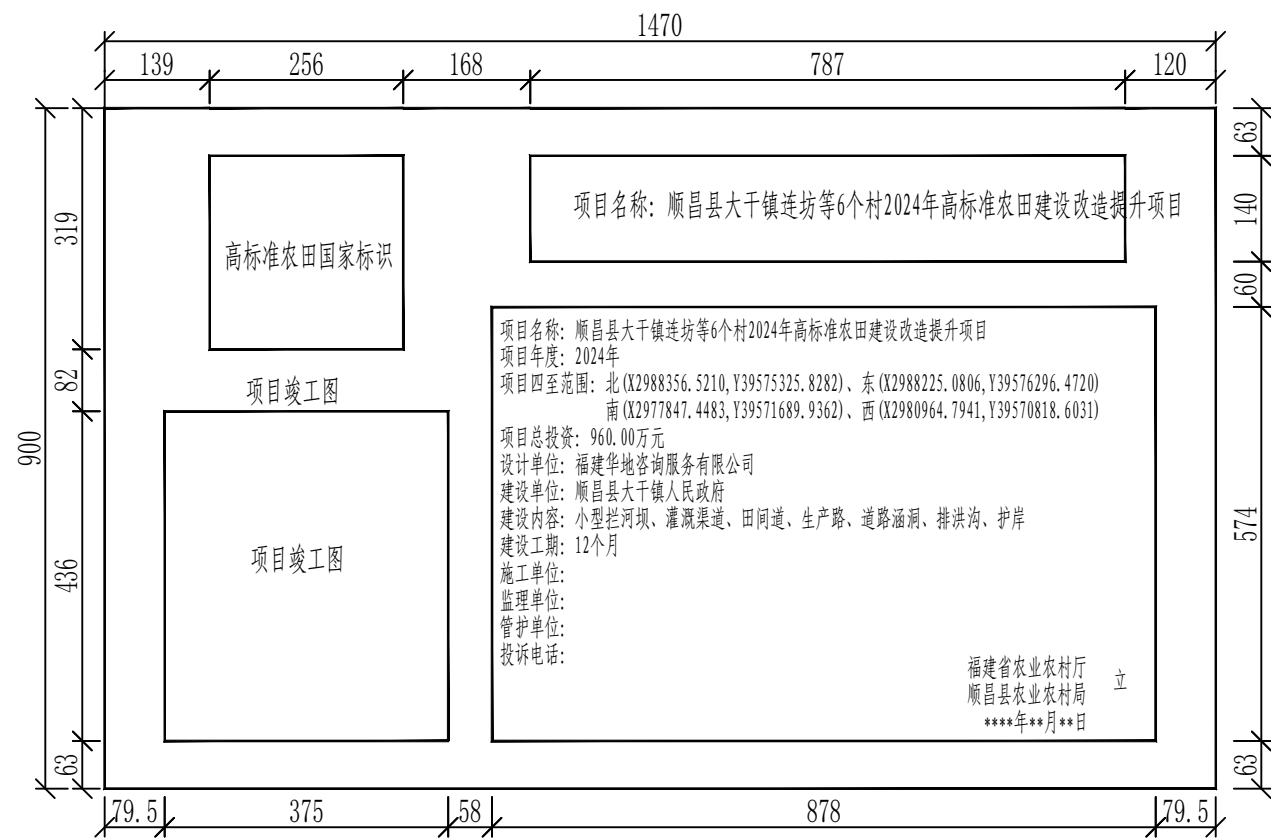 1470
139 256 168 787 120
319
82
900
436
63
63
140
60
574
63
高标准农田国家标识
项目名称: 顺昌县大干镇连坊等6个村2024年高标准农田建设改造提升项目
项目竣工图
项目竣工图
项目名称: 顺昌县大干镇连坊等6个村2024年高标准农田建设改造提升项目
项目年度: 2024年
项目四至范围: 北(X2988356.5210,Y39575325.8282)、东(X2988225.0806,Y39576296.4720)
南(X2977847.4483,Y39571689.9362)、西(X2980964.7941,Y39570818.6031)
项目总投资: 960.00万元
设计单位: 福建华地咨询服务有限公司
建设单位: 顺昌县大干镇人民政府
建设内容: 小型拦河坝、灌溉渠道、田间道、生产路、道路涵洞、排洪沟、护岸
建设工期: 12个月
施工单位:
监理单位:
管护单位:
投诉电话:
福建省农业农村厅
顺昌县农业农村局 立
****年**月**日
79.5 375 58 878 79.5